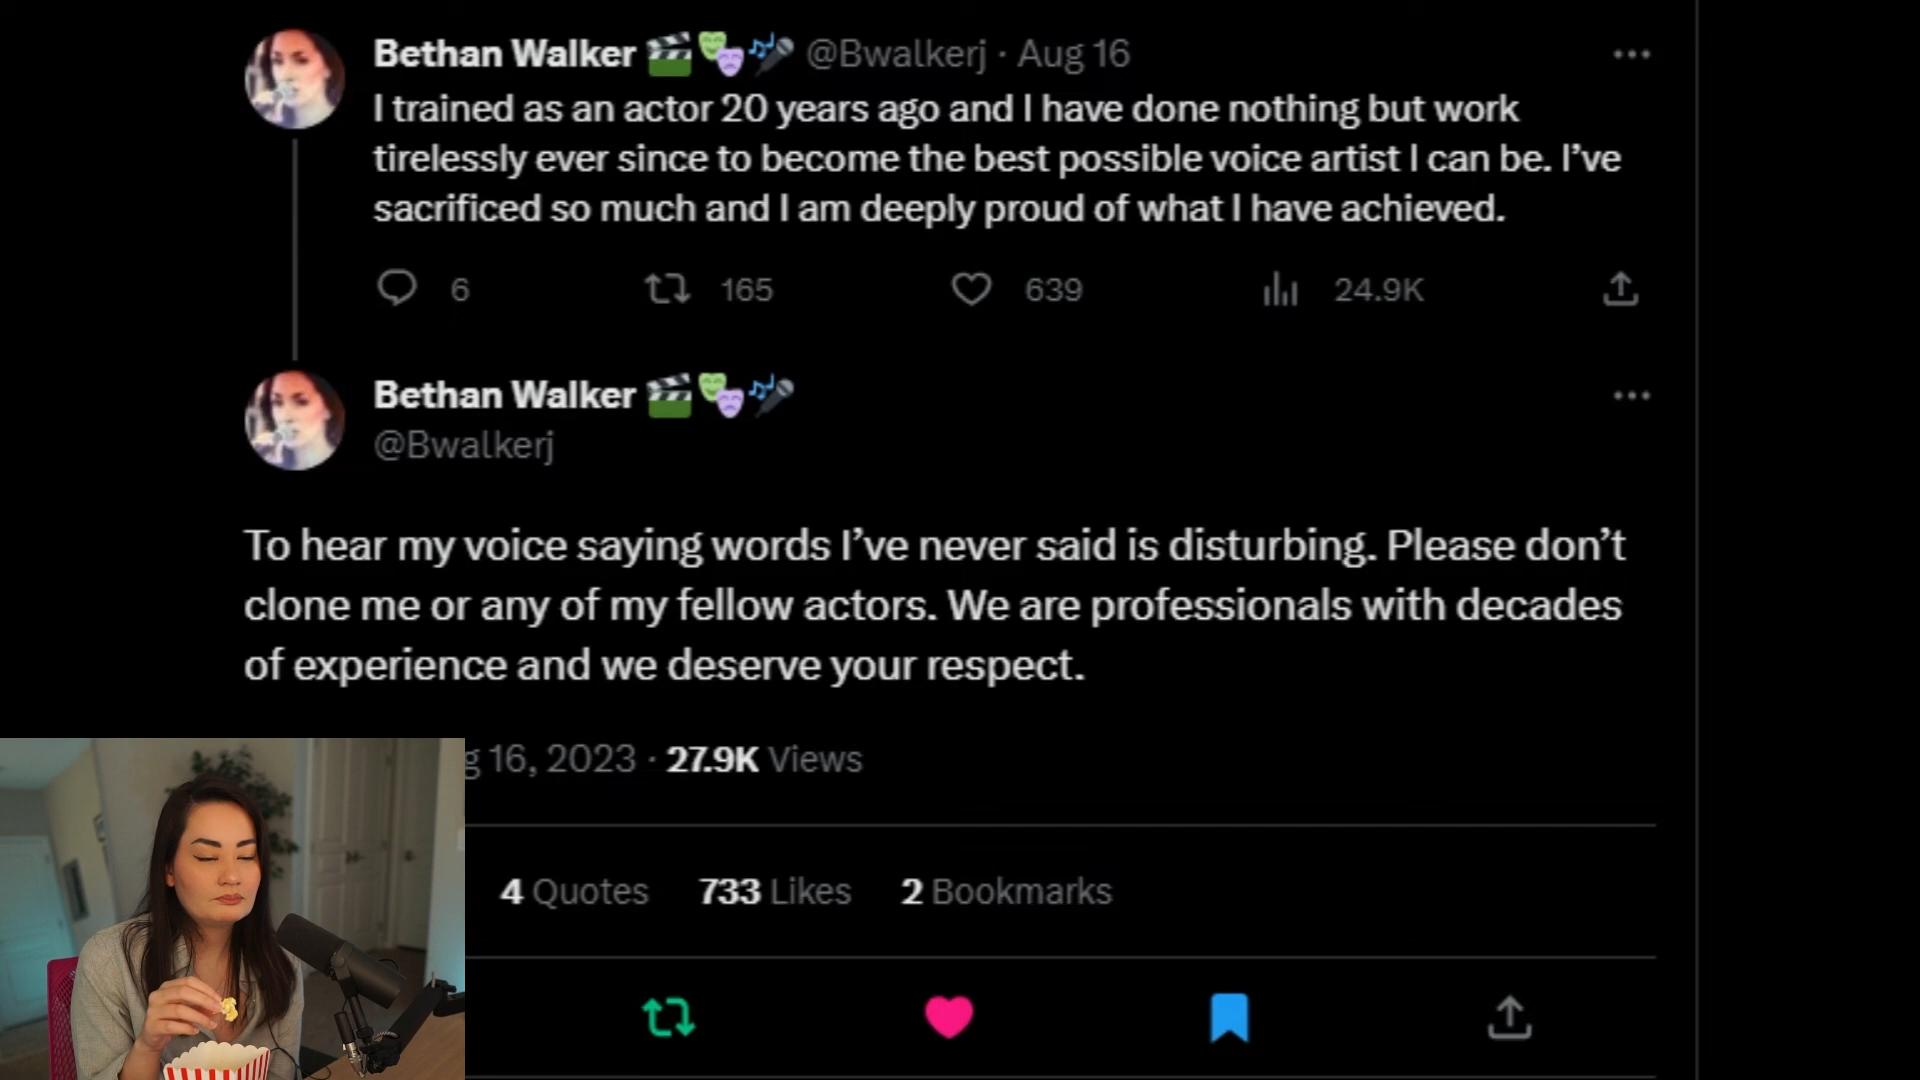 Bethan Walker 🎬🎭🎤 @Bwalkerj · Aug 16
I trained as an actor 20 years ago and I have done nothing but work
tirelessly ever since to become the best possible voice artist I can be. I’ve
sacrificed so much and I am deeply proud of what I have achieved.
6 165 639 24.9K
Bethan Walker 🎬🎭🎤
@Bwalkerj
To hear my voice saying words I’ve never said is disturbing. Please don’t
clone me or any of my fellow actors. We are professionals with decades
of experience and we deserve your respect.
g 16, 2023 · 27.9K Views
4 Quotes 733 Likes 2 Bookmarks